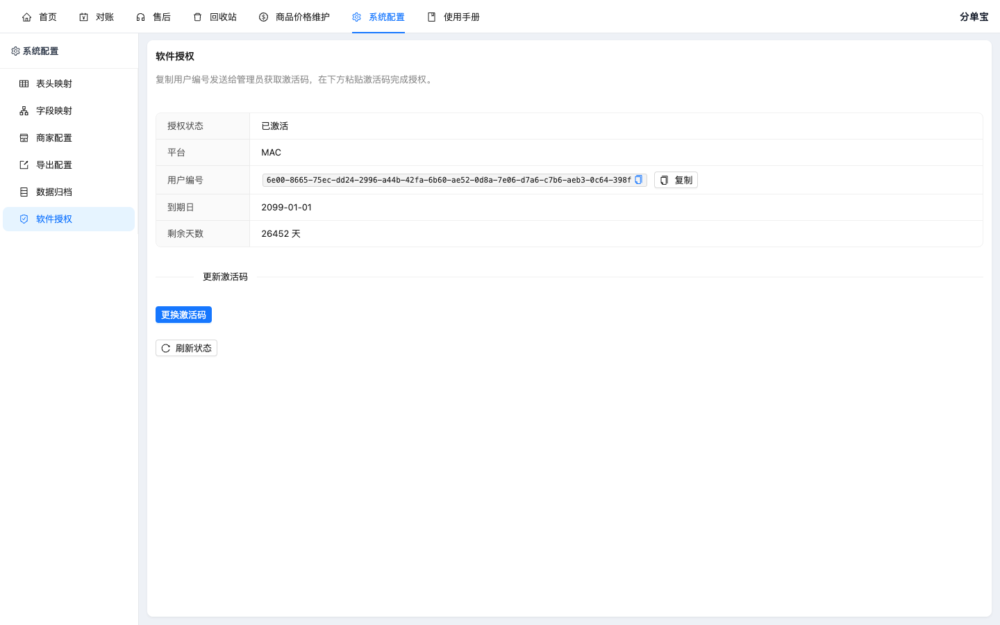 首页
对账
售后
回收站
商品价格维护
系统配置
使用手册
分单宝
系统配置
表头映射
字段映射
商家配置
导出配置
数据归档
软件授权
软件授权
复制用户编号发送给管理员获取激活码，在下方粘贴激活码完成授权。
授权状态 已激活
平台 MAC
用户编号 6e00-8665-75ec-dd24-2996-a44b-42fa-6b60-ae52-0d8a-7e06-d7a6-c7b6-aeb3-0c64-398f 复制
到期日 2099-01-01
剩余天数 26452 天
更新激活码
更换激活码
刷新状态